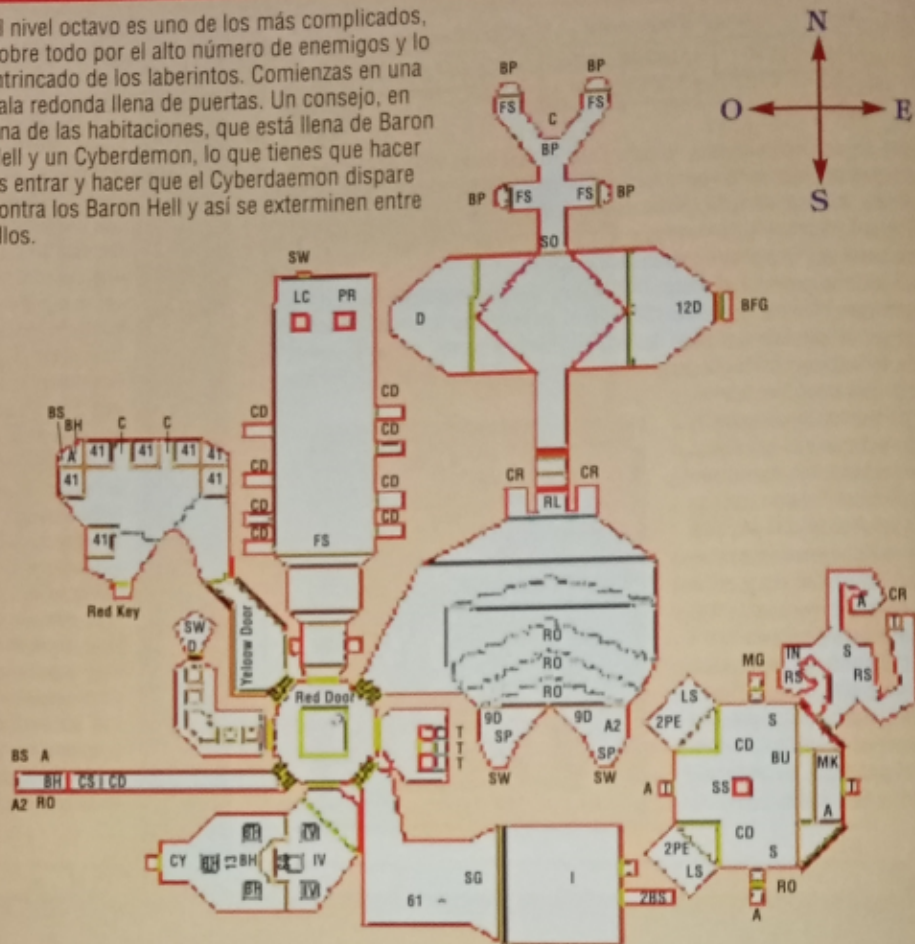 l nivel octavo es uno de los más complicados,
obre todo por el alto número de enemigos y lo
ntrincado de los laberintos. Comienzas en una
ala redonda llena de puertas. Un consejo, en
na de las habitaciones, que está llena de Baron
ell y un Cyberdemon, lo que tienes que hacer
s entrar y hacer que el Cyberdaemon dispare
ontra los Baron Hell y así se exterminen entre
llos.
N
O E
S
BP BP
FS C FS
BP
BP FS FS BP
SO
SW
LC PR
D 12D BFG
CD CD
CD
CD CD
CD CD
CD
FS
BS
BH C C
A 41 41 41 41
41 41
41
Red Key
CR CR
RL
RO
RO
RO
9D 9D A2
SP SP
SW SW
SW
D
Yelaow Door
Red Door
T
T
T
BS A
BH CS CD
A2 RO
CY BH 13 BH IV
BH IV
BH IV
SG I
61
2BS
A CR
IN S
RS RS
MG
LS S
2PE CD
BU MK
A SS
A
CD
2PE S
LS RO
A